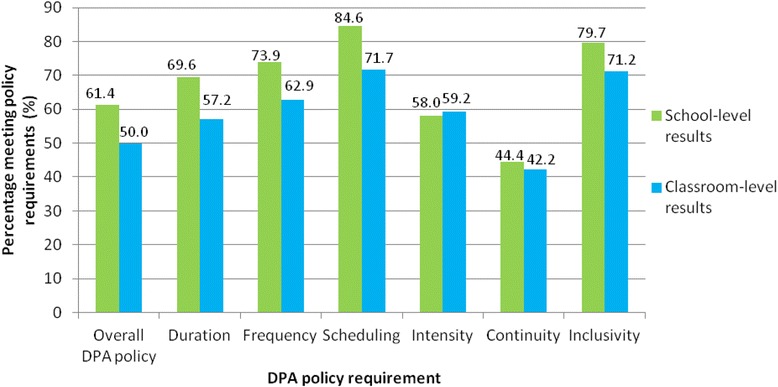 Percentage meeting policy
requirements (%)
90
80
70
60
50
40
30
20
10
0
61.4
50.0
69.6
57.2
73.9
62.9
84.6
71.7
58.0
59.2
44.4
42.2
79.7
71.2
Overall
DPA policy
Duration
Frequency
Scheduling
Intensity
Continuity
Inclusivity
DPA policy requirement
School-level
results
Classroom-level
results